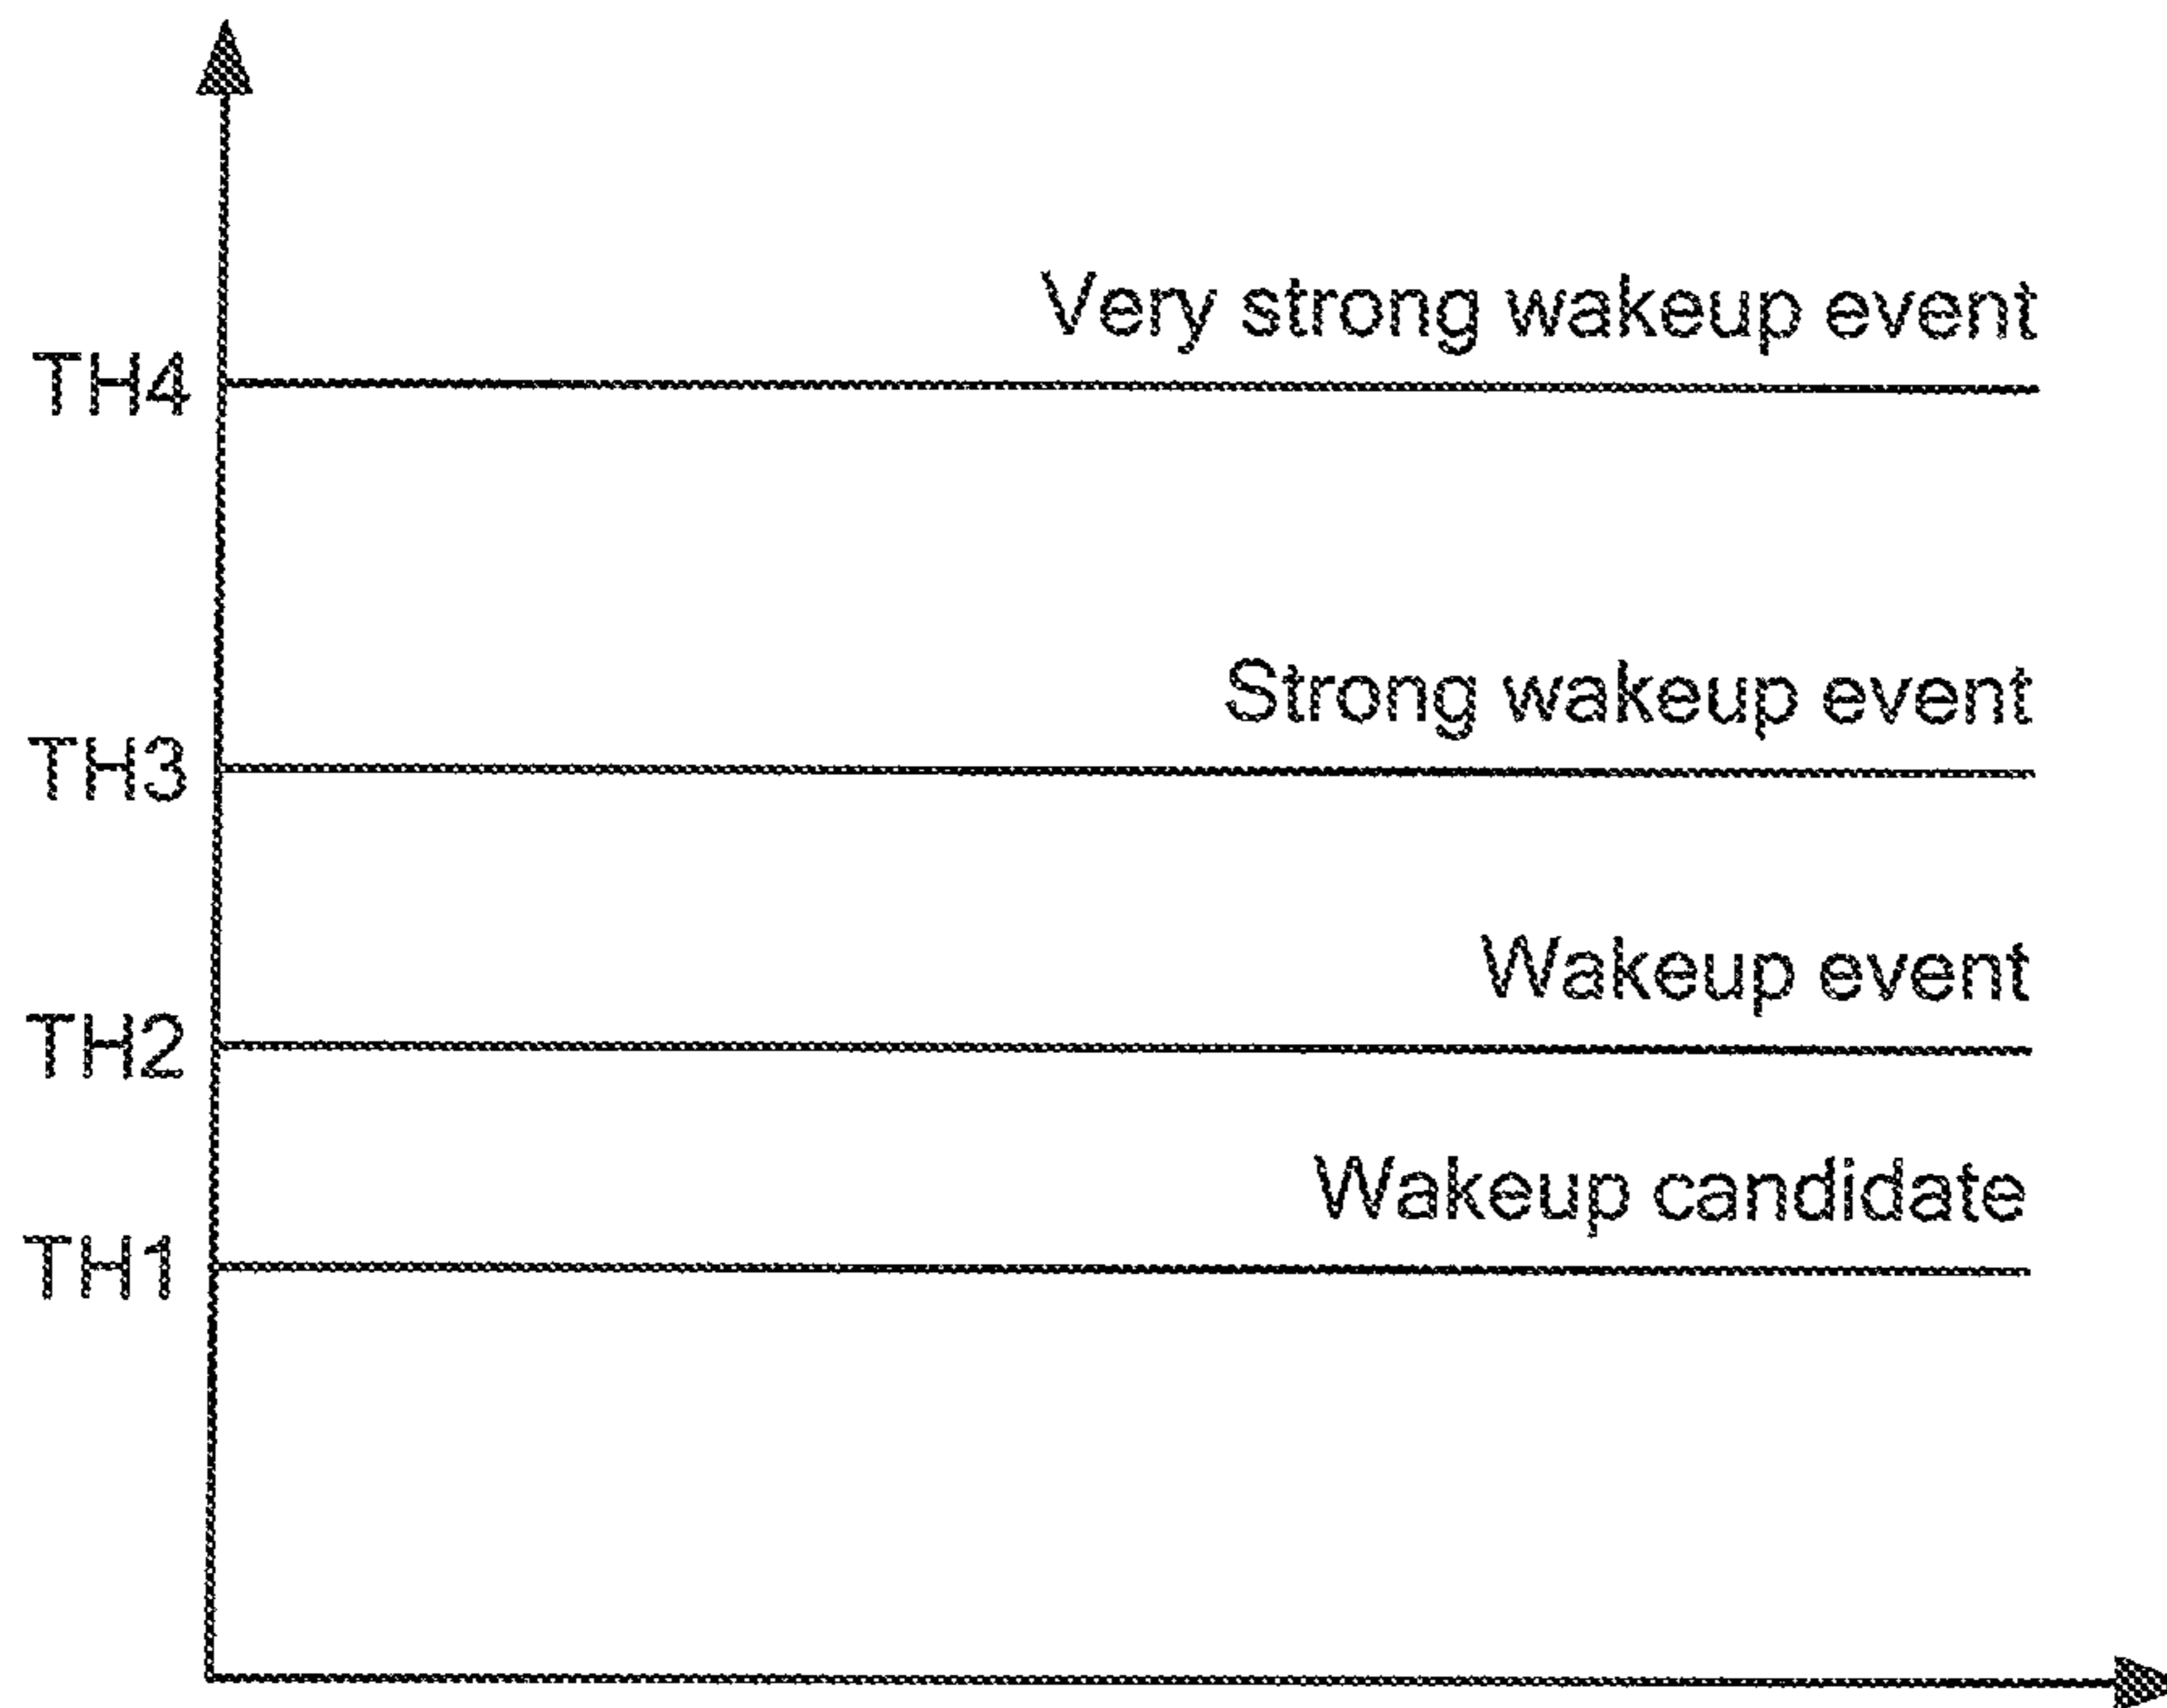 Very strong wakeup event
TH4
Strong wakeup event
TH3
Wakeup event
TH2
Wakeup candidate
TH1